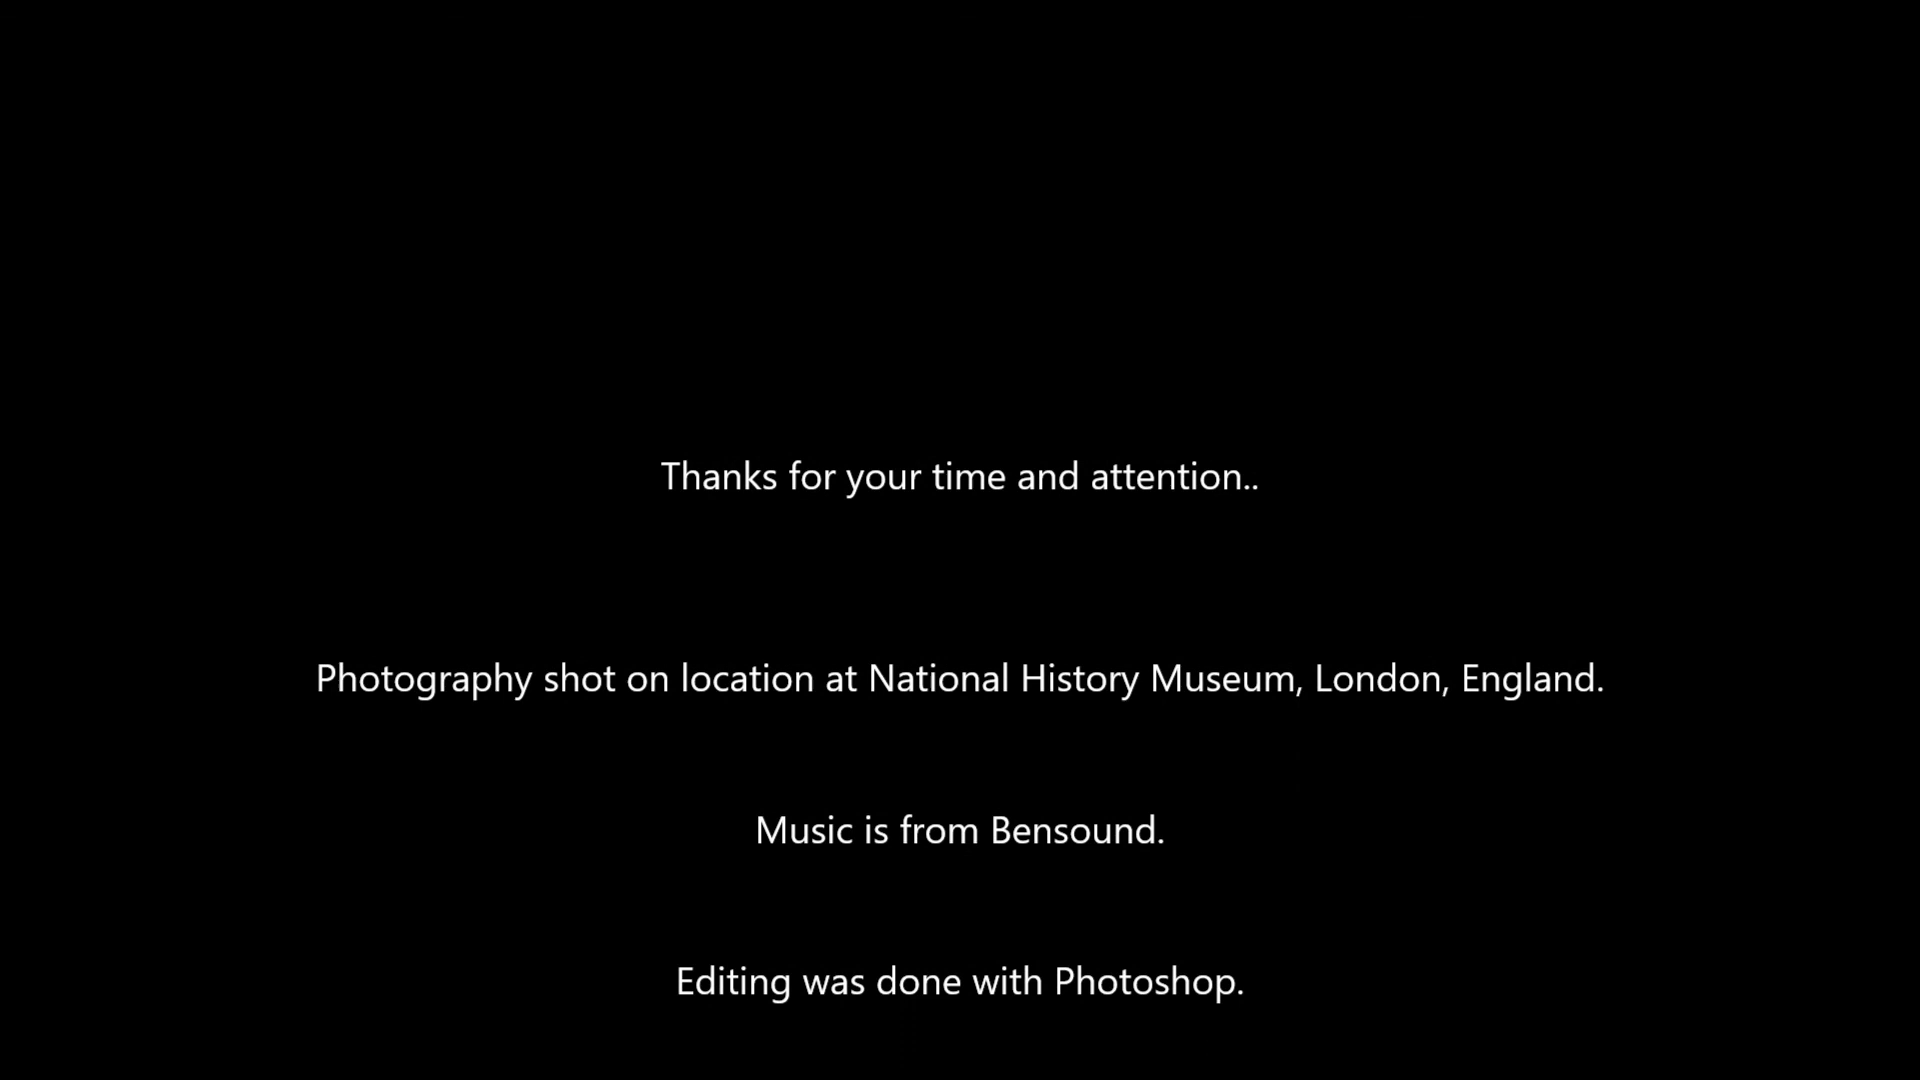 Thanks for your time and attention..
Photography shot on location at National History Museum, London, England.
Music is from Bensound.
Editing was done with Photoshop.